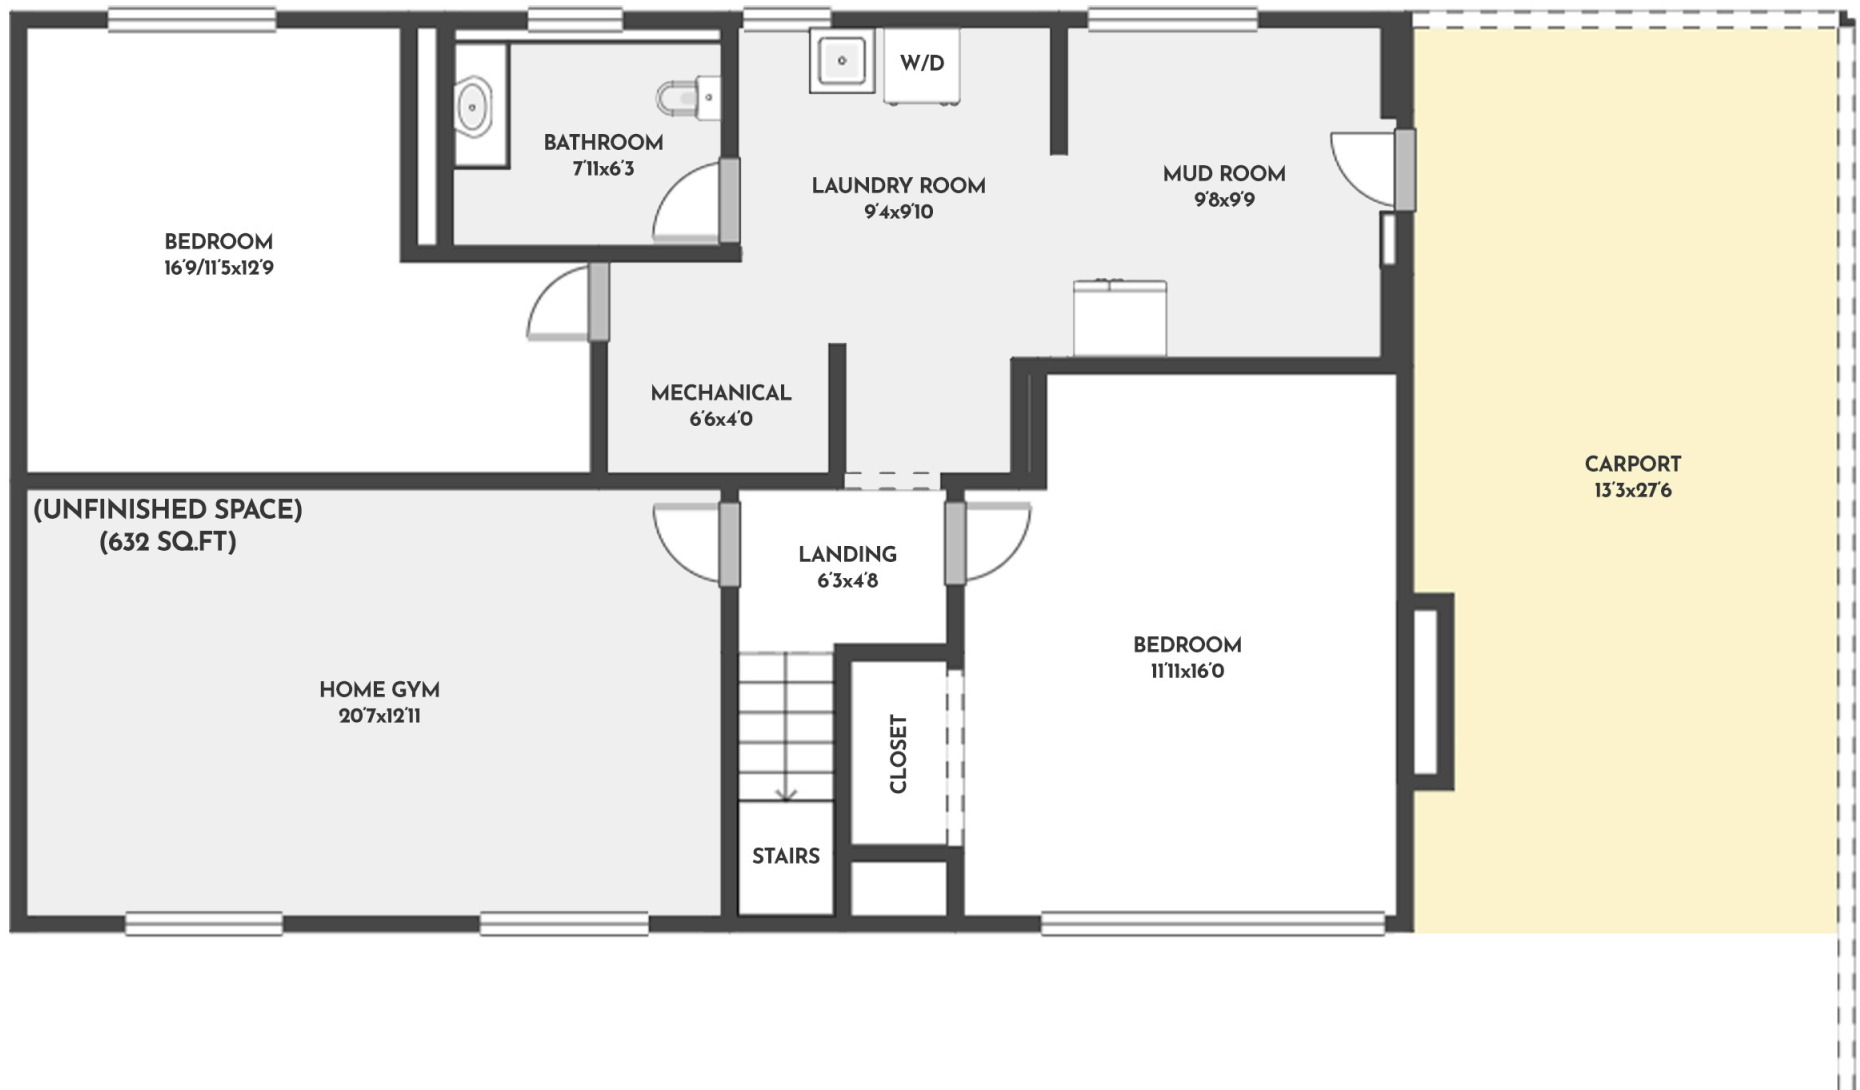 W/D
BATHROOM
7'11x6'3
LAUNDRY ROOM
9'4x9'10
MUD ROOM
9'8x9'9
BEDROOM
16'9/11'5x12'9
MECHANICAL
6'6x4'0
CARPORT
13'3x27'6
(UNFINISHED SPACE)
(632 SQ.FT)
LANDING
6'3x4'8
BEDROOM
11'11x16'0
HOME GYM
20'7x12'11
CLOSET
STAIRS